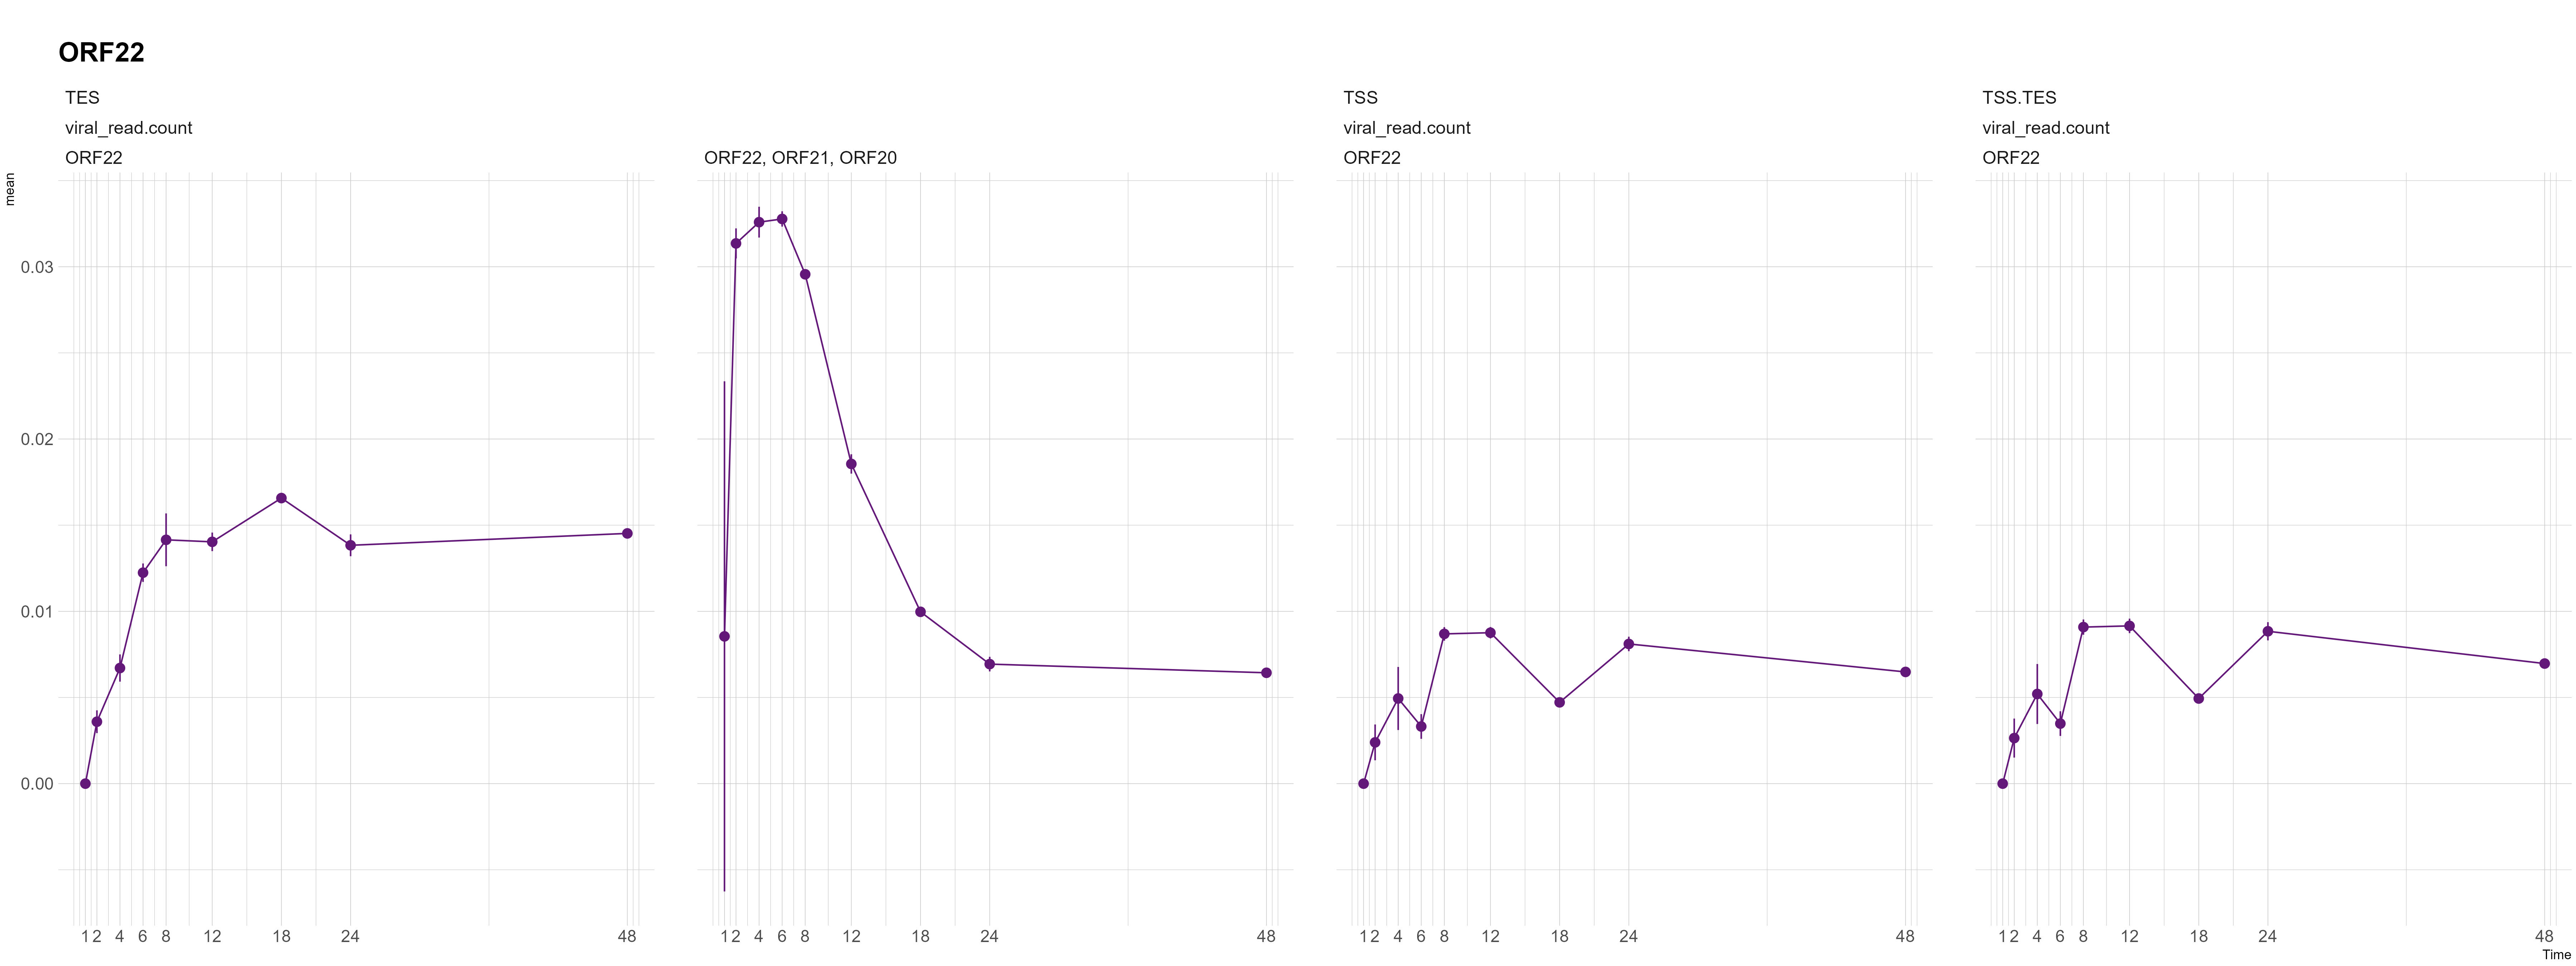 ORF22
TES
TSS
TSS.TES
viral_read.count
viral_read.count
viral_read.count
ORF22
ORF22, ORF21, ORF20
ORF22
ORF22
mean
0.03
0.02
0.01
0.00
1 2 4 6 8 12 18 24 48
1 2 4 6 8 12 18 24 48
1 2 4 6 8 12 18 24 48
1 2 4 6 8 12 18 24 48
Time